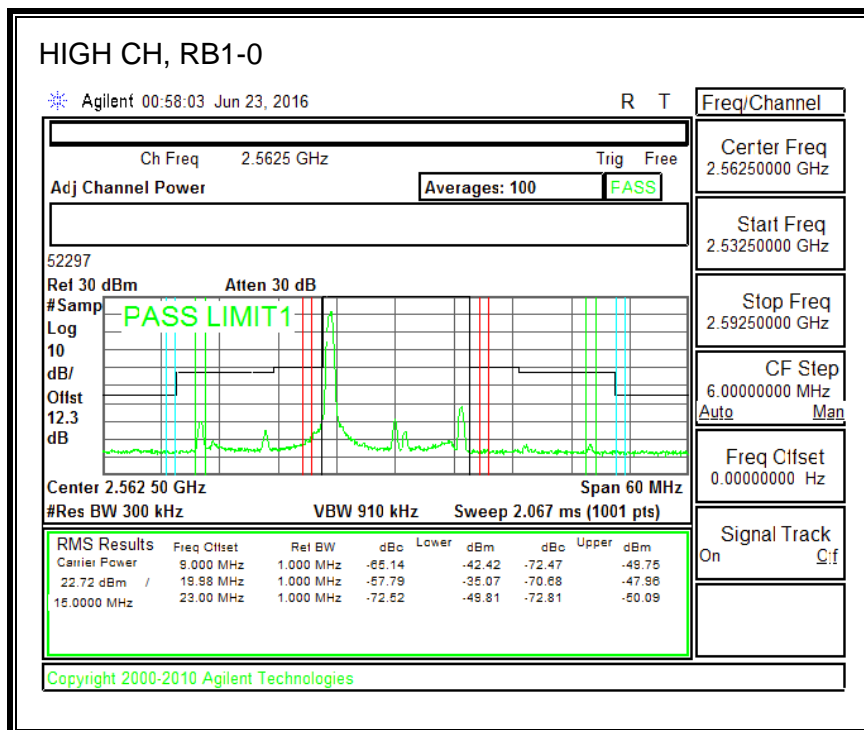 HIGH CH, RB1-0
Agilent 00:58:03 Jun 23, 2016 R T
Freq/Channel
Ch Freq 2.5625 GHz Trig Free
Adj Channel Power Averages: 100 PASS
Center Freq
2.56250000 GHz
Start Freq
2.53250000 GHz
Stop Freq
2.59250000 GHz
CF Step
6.00000000 MHz
Auto Man
Freq Offset
0.00000000 Hz
Signal Track
On Off
52297
Ref 30 dBm Atten 30 dB
#Samp
Log
10
dB/
Offst
12.3
dB
PASS LIMIT1
Center 2.562 50 GHz Span 60 MHz
#Res BW 300 kHz VBW 910 kHz Sweep 2.067 ms (1001 pts)
RMS Results Freq Offset Ref BW dBc Lower dBm dBc Upper dBm
Carrier Power 9.000 MHz 1.000 MHz -65.14 -42.42 -72.47 -49.75
22.72 dBm / 19.98 MHz 1.000 MHz -57.79 -35.07 -70.68 -47.96
15.0000 MHz 23.00 MHz 1.000 MHz -72.52 -49.81 -72.81 -50.09
Copyright 2000-2010 Agilent Technologies